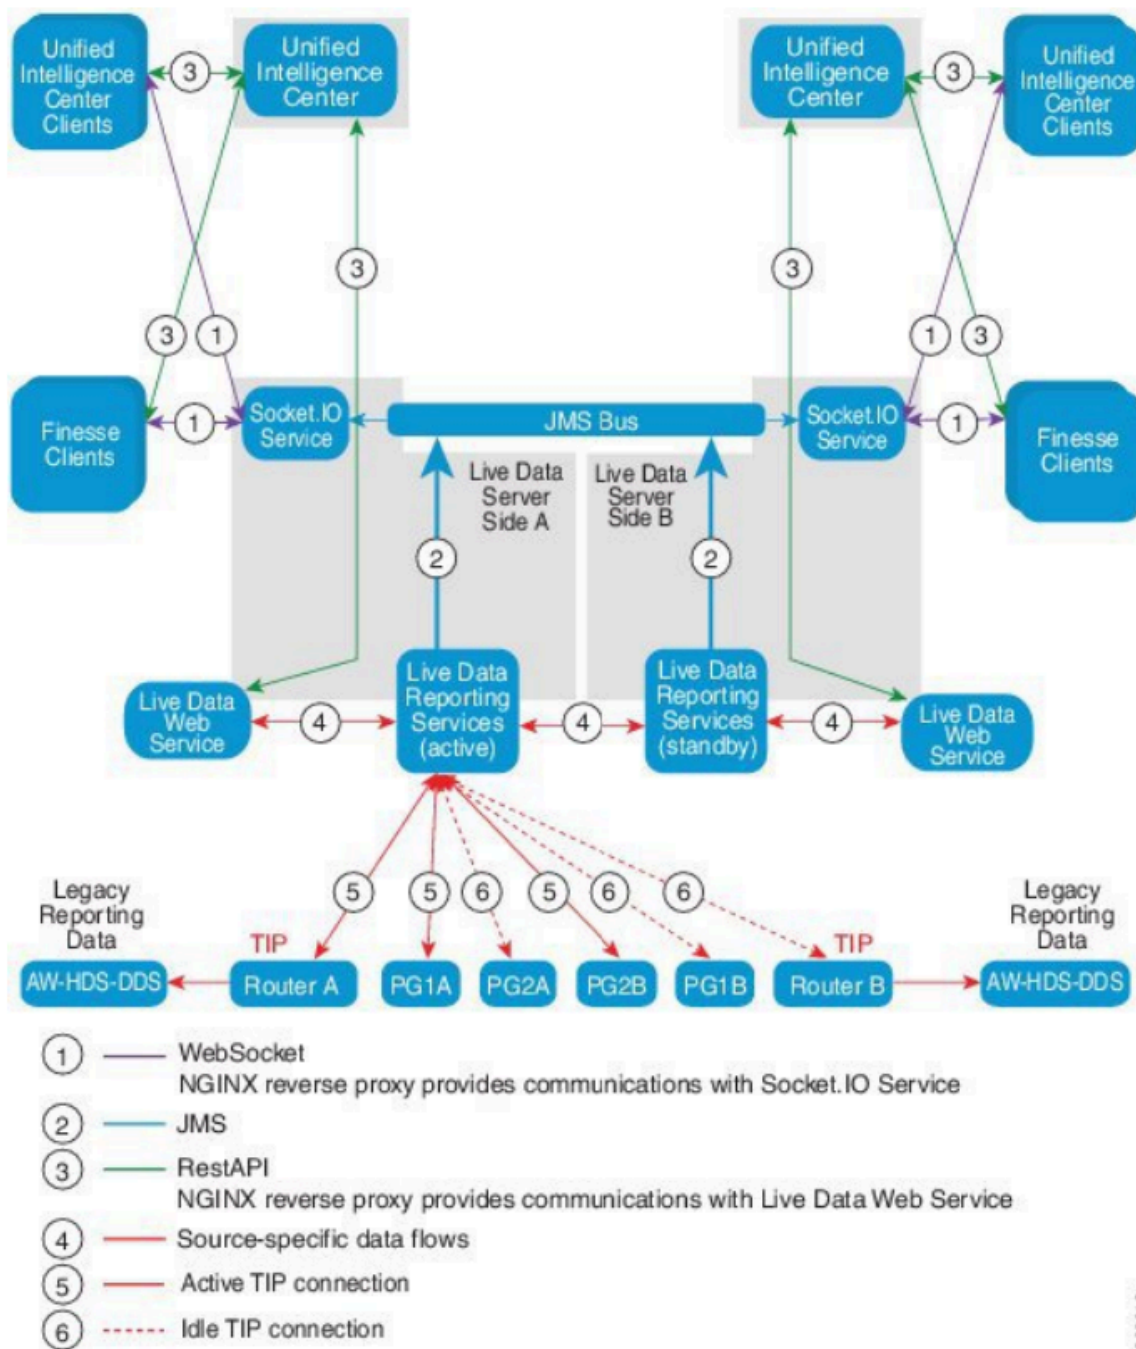 Unified
Intelligence
Center
Clients
3
Unified
Intelligence
Center
Unified
Intelligence
Center
3
Unified
Intelligence
Center
Clients
3
3
3
1
1
3
Finesse
Clients
1
Socket.IO
Service
JMS Bus
Socket.IO
Service
1
Finesse
Clients
Live Data
Server
Side A
Live Data
Server
Side B
2
2
Live Data
Web
Service
4
Live Data
Reporting
Services
(active)
4
Live Data
Reporting
Services
(standby)
4
Live Data
Web
Service
5
5
6
5
6
6
Legacy
Reporting
Data
TIP
TIP
Legacy
Reporting
Data
AW-HDS-DDS
Router A
PG1A
PG2A
PG2B
PG1B
Router B
AW-HDS-DDS
1 WebSocket
NGINX reverse proxy provides communications with Socket.IO Service
2 JMS
3 RestAPI
NGINX reverse proxy provides communications with Live Data Web Service
4 Source-specific data flows
5 Active TIP connection
6 Idle TIP connection